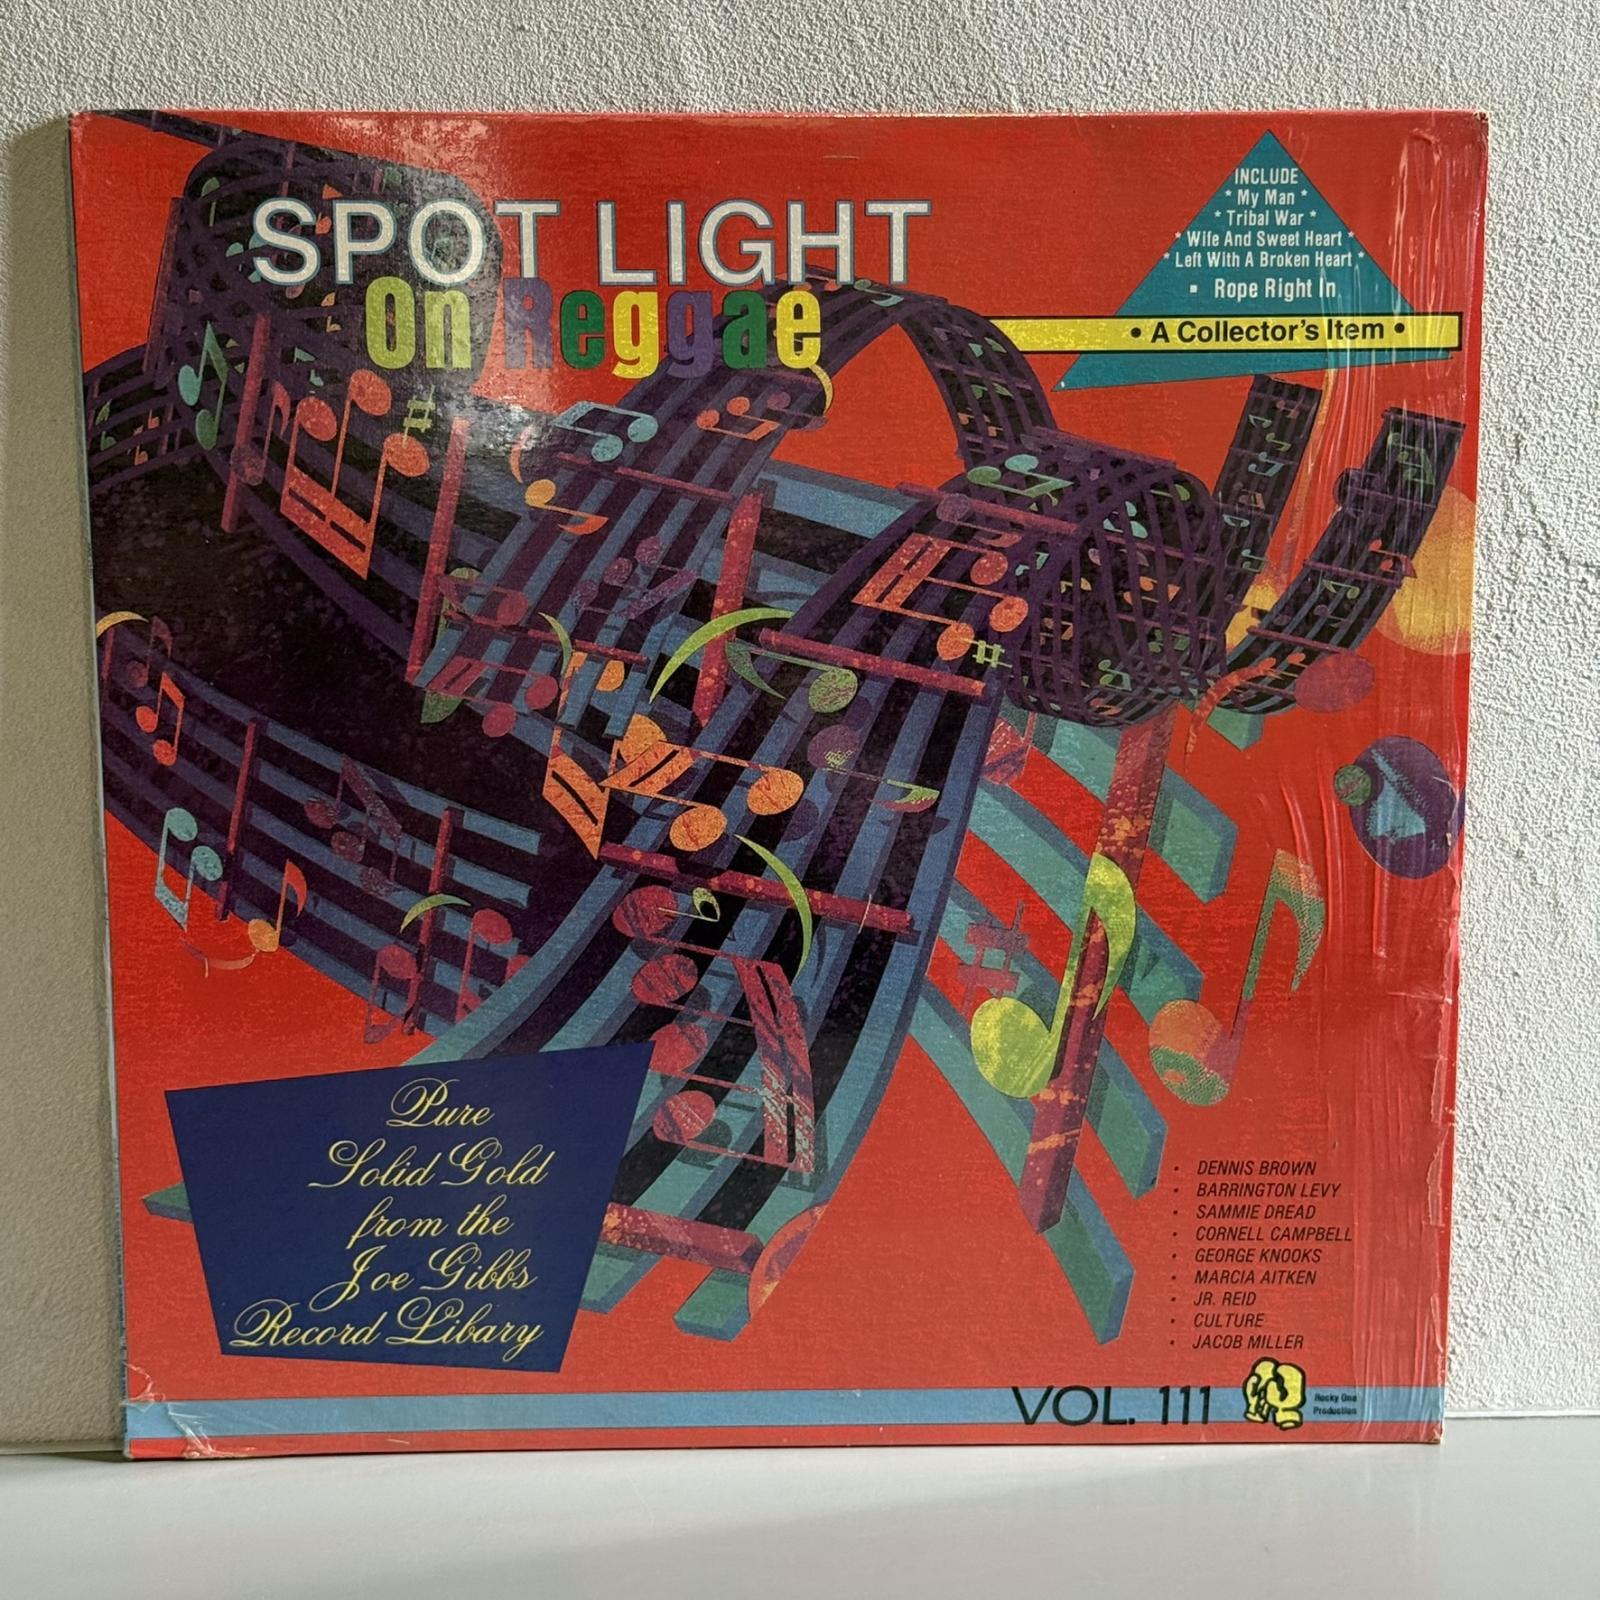 SPOT LIGHT
On Reggae
INCLUDE
* My Man *
* Tribal War *
* Wife And Sweet Heart *
* Left With A Broken Heart *
▪ Rope Right In
• A Collector's Item •
Pure
Solid Gold
from the
Joe Gibbs
Record Libary
• DENNIS BROWN
• BARRINGTON LEVY
• SAMMIE DREAD
• CORNELL CAMPBELL
• GEORGE KNOOKS
• MARCIA AITKEN
• JR. REID
• CULTURE
• JACOB MILLER
VOL. 111
Rocky One
Production